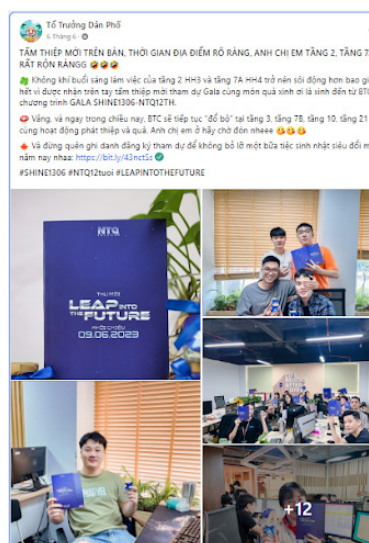 Tổ Trưởng Dân Phố
6 Tháng 6 ·
TẤM THIỆP MỚI TRÊN BÀN, THỜI GIAN ĐỊA ĐIỂM RÕ RÀNG, ANH CHỊ EM TẦNG 2, TẦNG 7
RẤT RỘN RÀNGG 🤣🤣🤣
Không khí buổi sáng làm việc của tầng 2 HH3 và tầng 7A HH4 trở nên sôi động hơn bao giờ
hết vì được nhận trên tay tấm thiệp mời tham dự Gala cùng món quà xinh ơi là sinh đến từ BTC
chương trình GALA SHINE1306-NTQ12TH.
Vâng, và ngay trong chiều nay, BTC sẽ tiếp tục "đổ bộ" tại tầng 3, tầng 7B, tầng 10, tầng 21
cùng hoạt động phát thiệp và quà. Anh chị em ở hãy chờ đón nheee 😘😘😘
Và đừng quên ghi danh đăng ký tham dự để không bỏ lỡ một bữa tiệc sinh nhật siêu đổi m
năm nay nhaa: https://bit.ly/43nctSs
#SHINE1306 #NTQ12tuoi #LEAPINTOTHEFUTURE
NTQ
THƯ MỜI
LEAP INTO
THE FUTURE
09.06.2023
+12